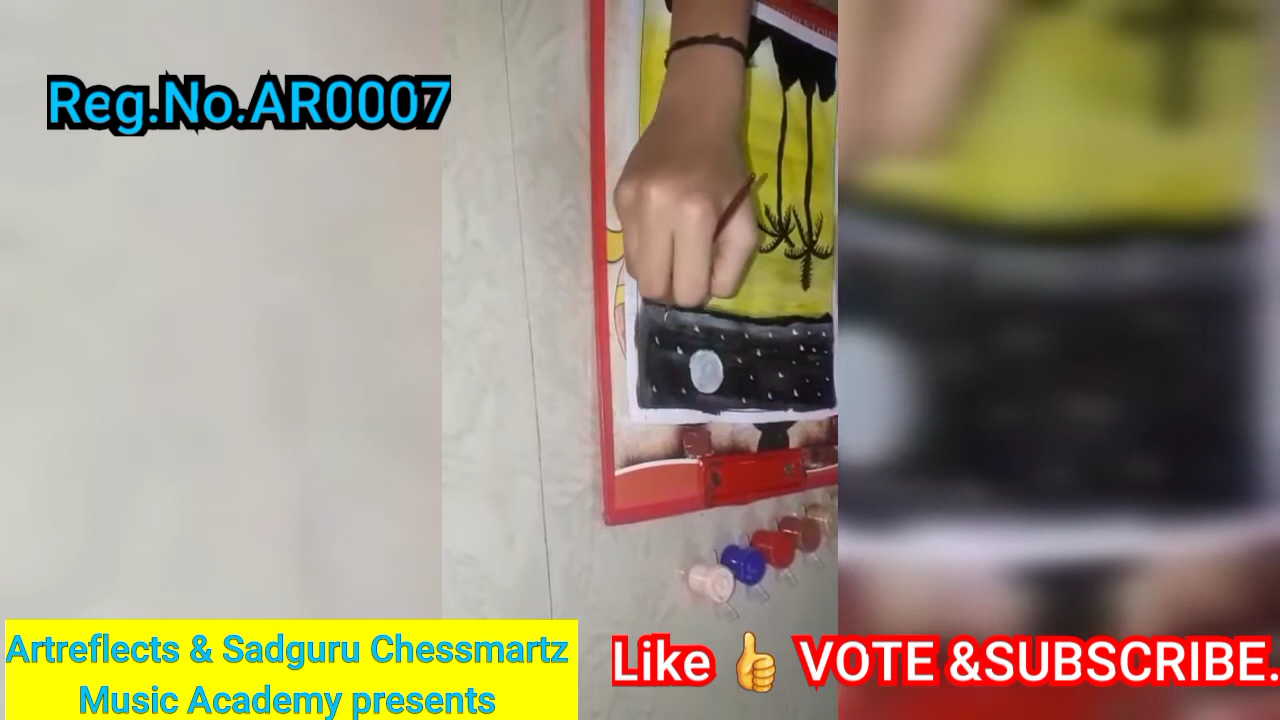 Reg.No.AR0007
Artreflects & Sadguru Chessmartz
Music Academy presents
Like 👍 VOTE &SUBSCRIBE.